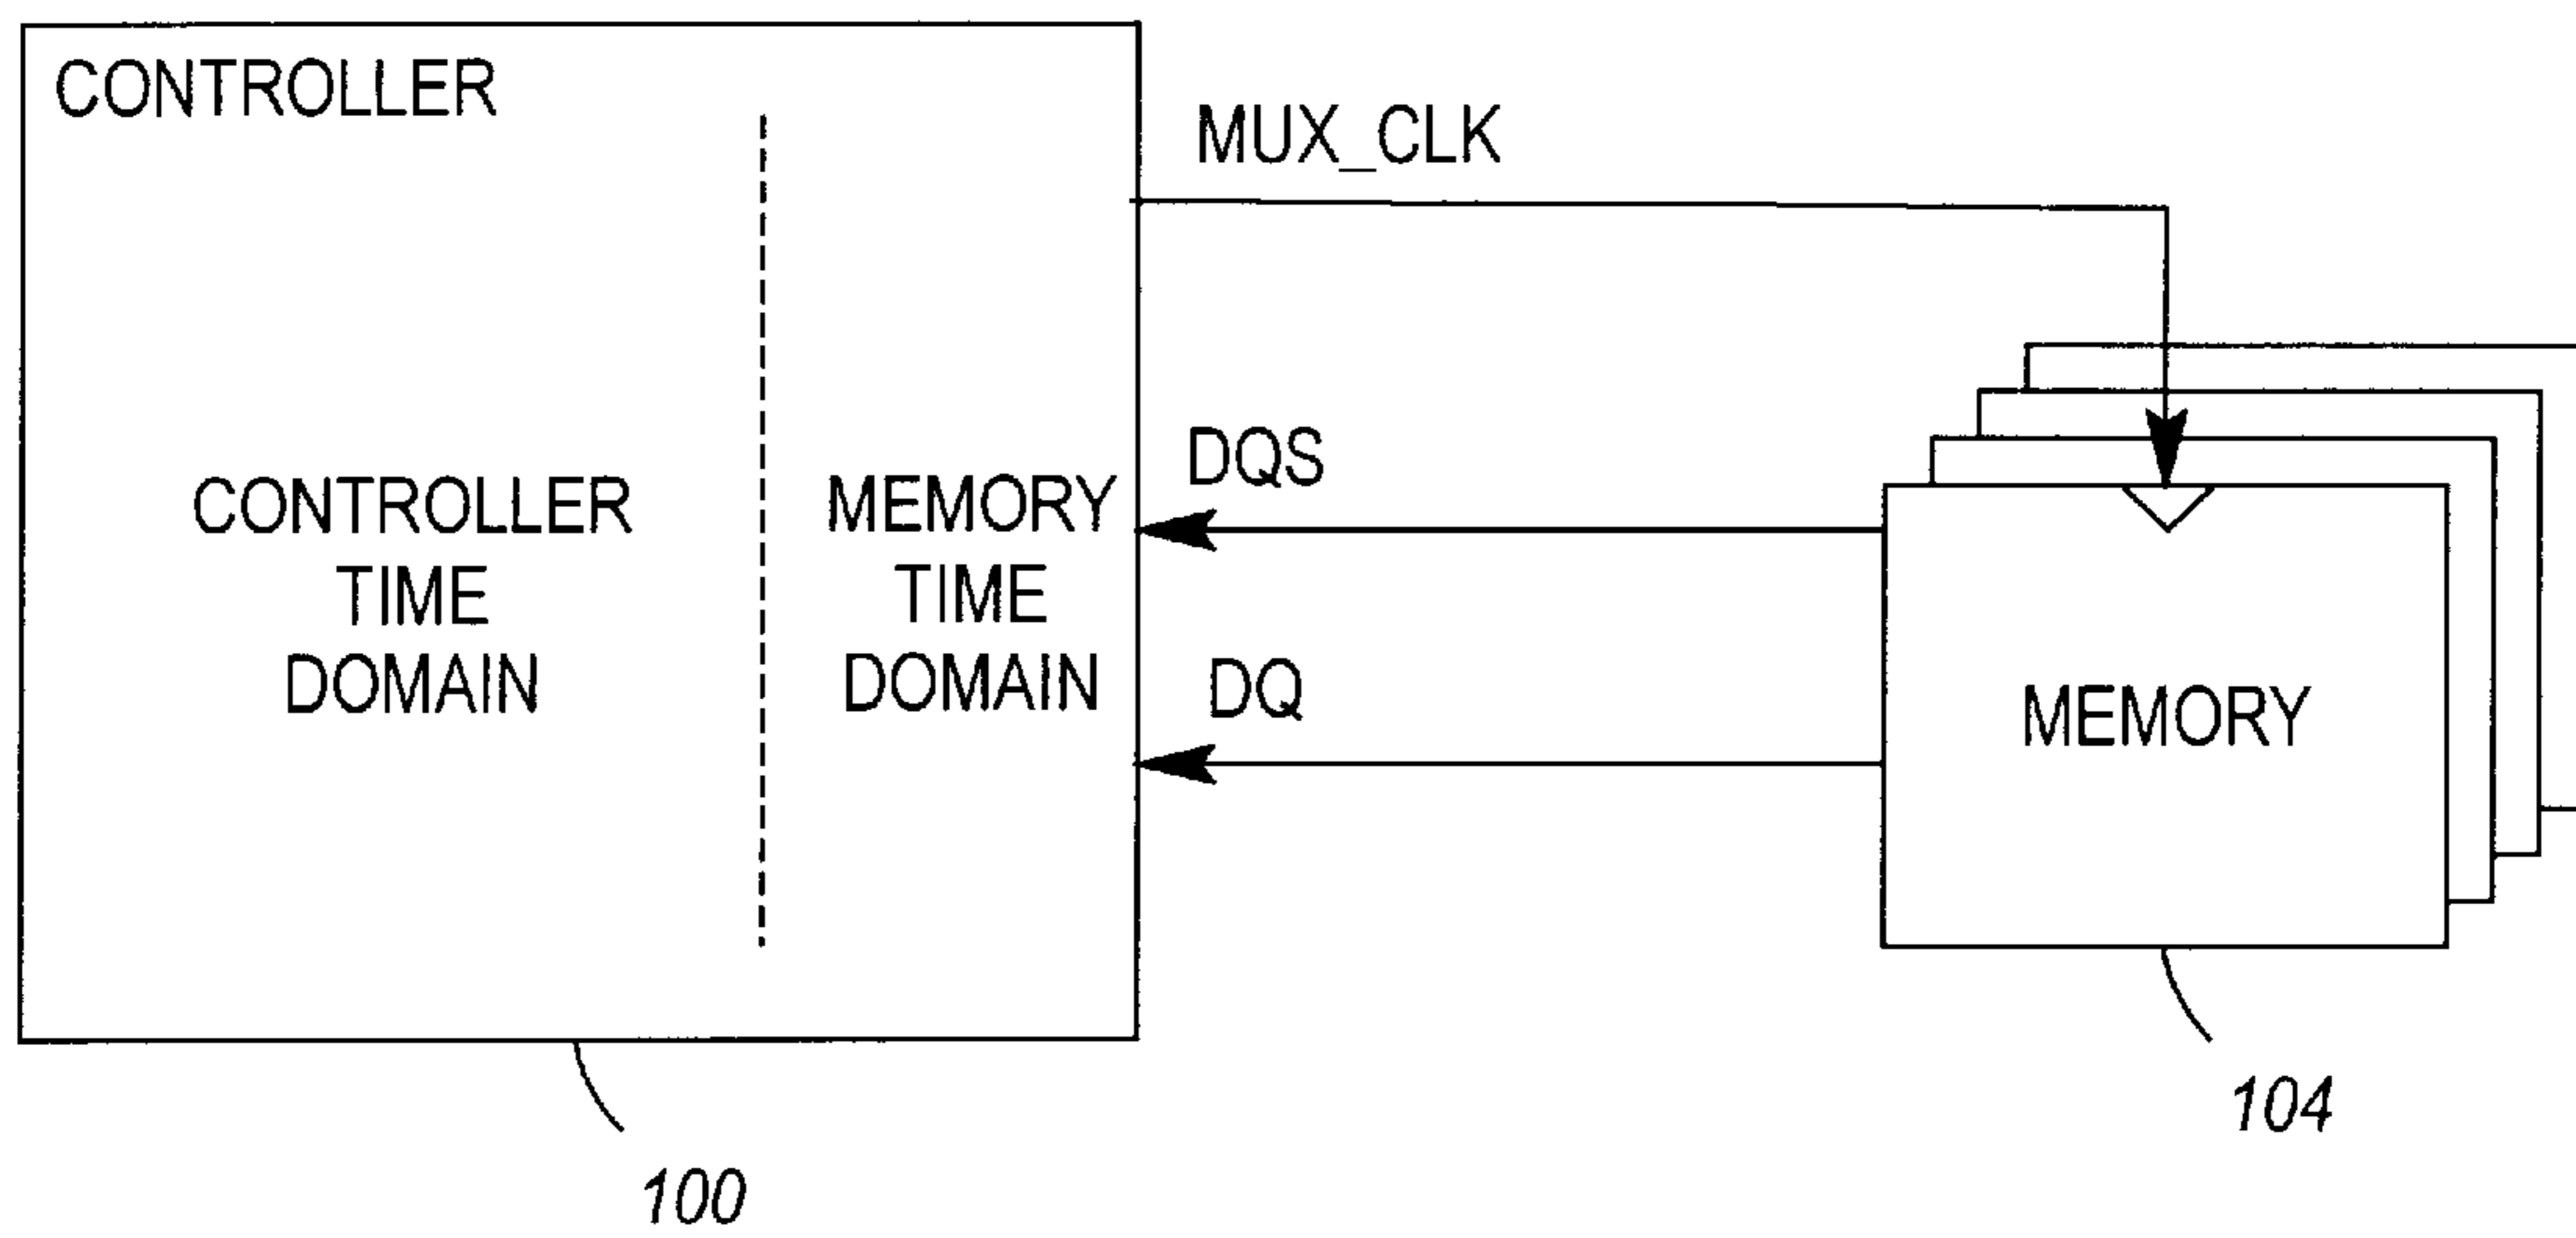 CONTROLLER
MUX_CLK
DQS
CONTROLLER
TIME
DOMAIN
MEMORY
TIME
DOMAIN
DQ
MEMORY
104
100